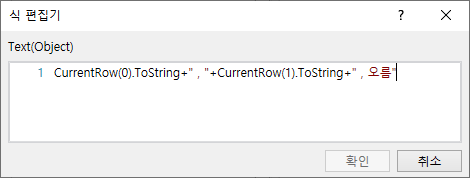 식 편집기 ? ×
Text(Object)
1 CurrentRow(0).ToString+" , "+CurrentRow(1).ToString+" , 오름"
확인 취소